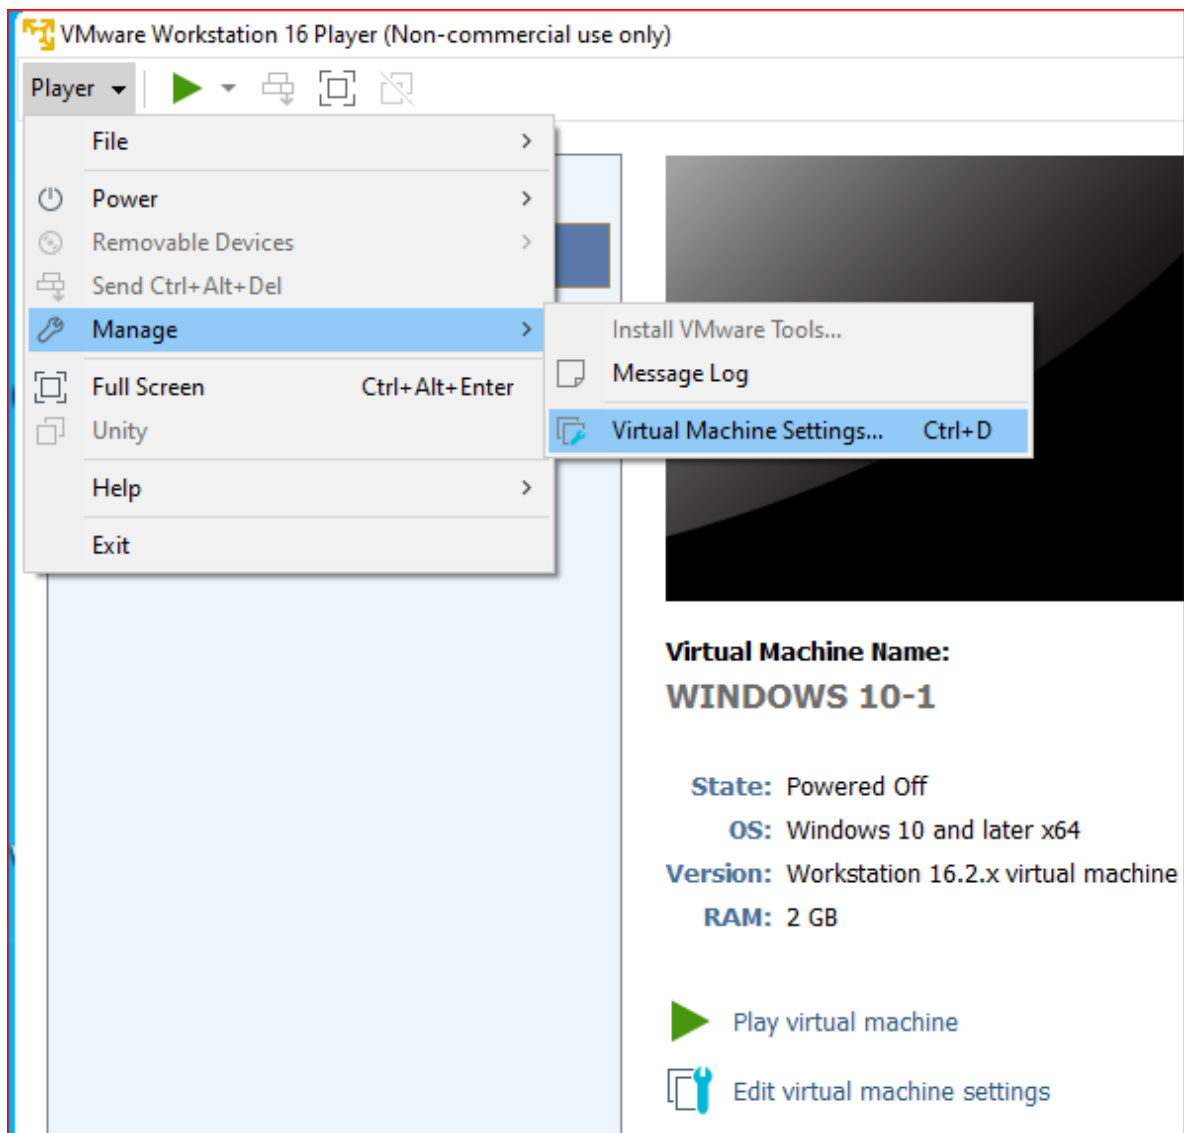 VMware Workstation 16 Player (Non-commercial use only)
Player
File
Power
Removable Devices
Send Ctrl+Alt+Del
Manage
Full Screen Ctrl+Alt+Enter
Unity
Help
Exit
Install VMware Tools...
Message Log
Virtual Machine Settings... Ctrl+D
Virtual Machine Name:
WINDOWS 10-1
State: Powered Off
OS: Windows 10 and later x64
Version: Workstation 16.2.x virtual machine
RAM: 2 GB
Play virtual machine
Edit virtual machine settings